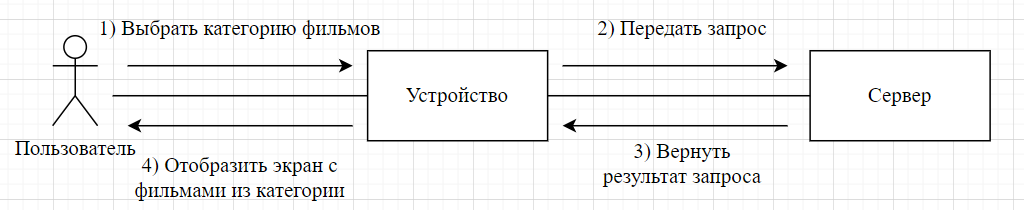 1) Выбрать категорию фильмов
2) Передать запрос
Устройство
Сервер
Пользователь
4) Отобразить экран с
фильмами из категории
3) Вернуть
результат запроса